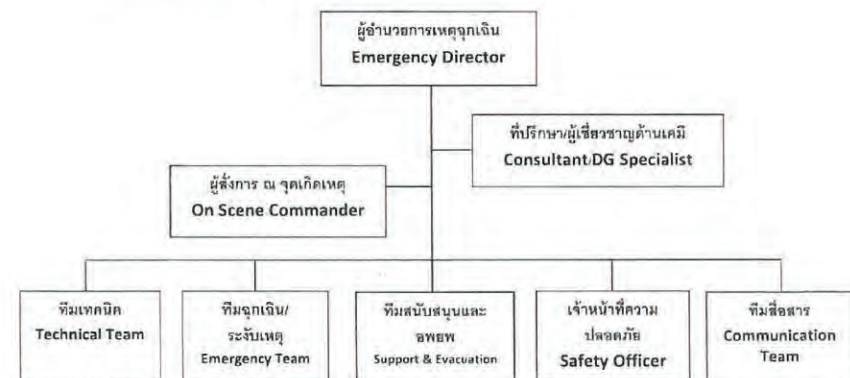 ผู้อำนวยการเหตุฉุกเฉิน
Emergency Director
ที่ปรึกษา/ผู้เชี่ยวชาญด้านเคมี
Consultant/DG Specialist
ผู้สั่งการ ณ จุดเกิดเหตุ
On Scene Commander
ทีมเทคนิค
Technical Team
ทีมฉุกเฉิน/
ระงับเหตุ
Emergency Team
ทีมสนับสนุนและ
อพยพ
Support & Evacuation
เจ้าหน้าที่ความ
ปลอดภัย
Safety Officer
ทีมสื่อสาร
Communication
Team